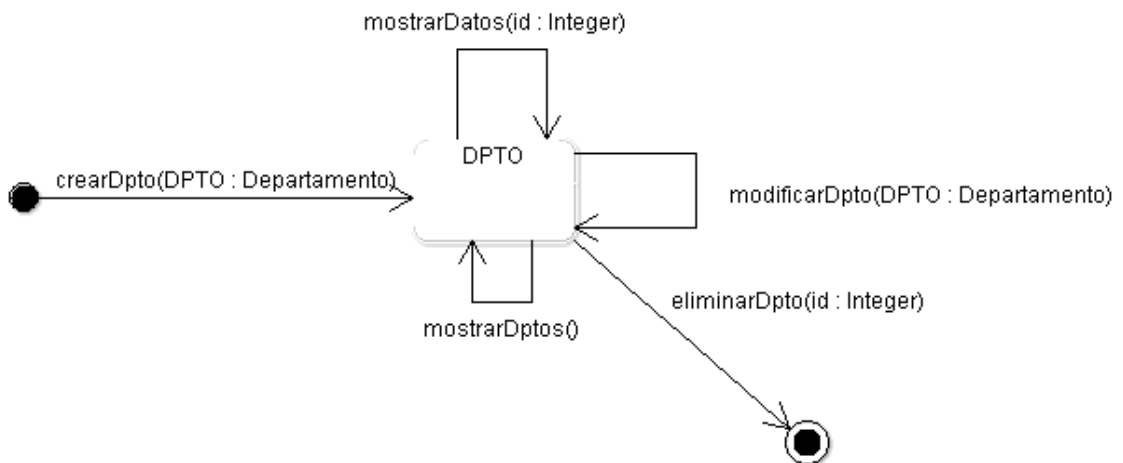 mostrarDatos(id : Integer)
DPTO
crearDpto(DPTO : Departamento)
modificarDpto(DPTO : Departamento)
eliminarDpto(id : Integer)
mostrarDptos()